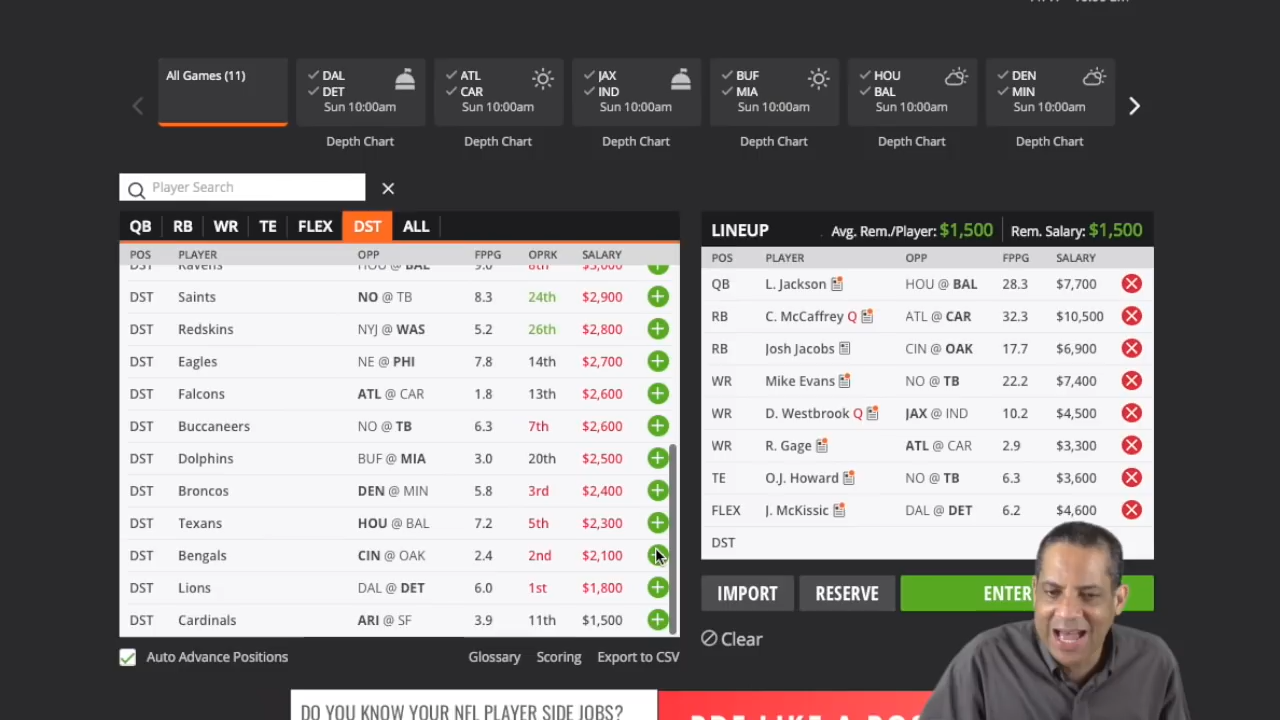 All Games (11)
DAL
DET
Sun 10:00am
Depth Chart
ATL
CAR
Sun 10:00am
Depth Chart
JAX
IND
Sun 10:00am
Depth Chart
BUF
MIA
Sun 10:00am
Depth Chart
HOU
BAL
Sun 10:00am
Depth Chart
DEN
MIN
Sun 10:00am
Depth Chart
Player Search
QB RB WR TE FLEX DST ALL
POS PLAYER OPP FPPG OPRK SALARY
DST Ravens HOU @ BAL 9.0 8th $3,000
DST Saints NO @ TB 8.3 24th $2,900
DST Redskins NYJ @ WAS 5.2 26th $2,800
DST Eagles NE @ PHI 7.8 14th $2,700
DST Falcons ATL @ CAR 1.8 13th $2,600
DST Buccaneers NO @ TB 6.3 7th $2,600
DST Dolphins BUF @ MIA 3.0 20th $2,500
DST Broncos DEN @ MIN 5.8 3rd $2,400
DST Texans HOU @ BAL 7.2 5th $2,300
DST Bengals CIN @ OAK 2.4 2nd $2,100
DST Lions DAL @ DET 6.0 1st $1,800
DST Cardinals ARI @ SF 3.9 11th $1,500
Auto Advance Positions
Glossary Scoring Export to CSV
LINEUP Avg. Rem./Player: $1,500 Rem. Salary: $1,500
POS PLAYER OPP FPPG SALARY
QB L. Jackson HOU @ BAL 28.3 $7,700
RB C. McCaffrey Q ATL @ CAR 32.3 $10,500
RB Josh Jacobs CIN @ OAK 17.7 $6,900
WR Mike Evans NO @ TB 22.2 $7,400
WR D. Westbrook Q JAX @ IND 10.2 $4,500
WR R. Gage ATL @ CAR 2.9 $3,300
TE O.J. Howard NO @ TB 6.3 $3,600
FLEX J. McKissic DAL @ DET 6.2 $4,600
DST
IMPORT RESERVE ENTER
Clear
DO YOU KNOW YOUR NFL PLAYER SIDE JOBS?